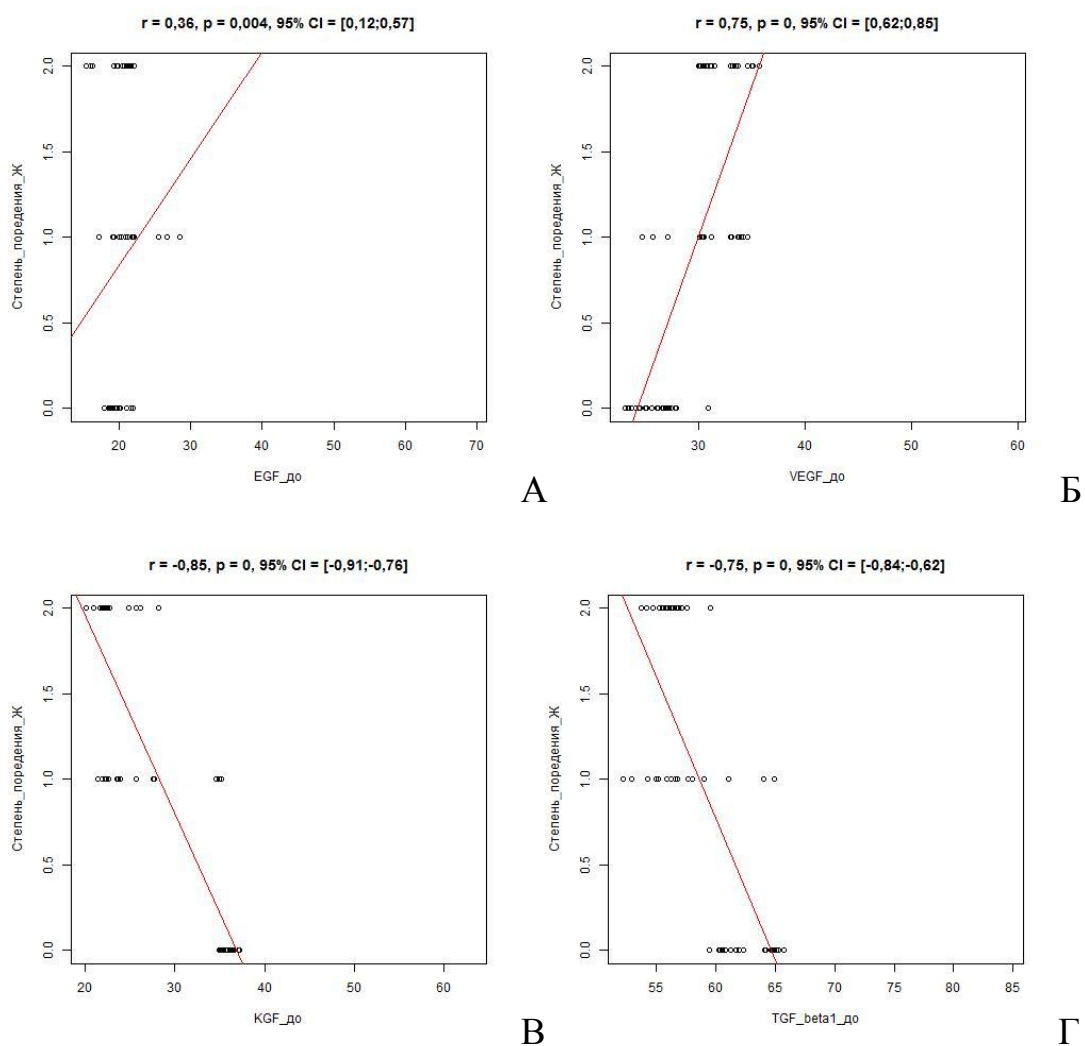 r = 0,36, p = 0,004, 95% CI = [0,12;0,57]
Степень_поредения_Ж
2.0
1.5
1.0
0.5
0.0
20 30 40 50 60 70
EGF_до
А
r = 0,75, p = 0, 95% CI = [0,62;0,85]
Степень_поредения_Ж
2.0
1.5
1.0
0.5
0.0
30 40 50 60
VEGF_до
Б
r = -0,85, p = 0, 95% CI = [-0,91;-0,76]
Степень_поредения_Ж
2.0
1.5
1.0
0.5
0.0
20 30 40 50 60
KGF_до
В
r = -0,75, p = 0, 95% CI = [-0,84;-0,62]
Степень_поредения_Ж
2.0
1.5
1.0
0.5
0.0
55 60 65 70 75 80 85
TGF_beta1_до
Г